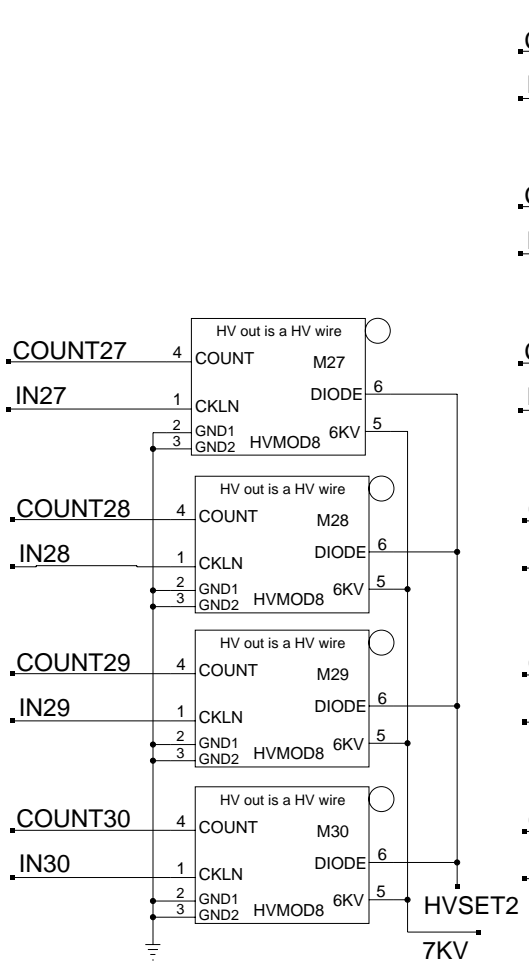 HV out is a HV wire
COUNT27 4 COUNT M27
DIODE 6
IN27 1 CKLN
2 GND1 6KV 5
3 GND2 HVMOD8
HV out is a HV wire
COUNT28 4 COUNT M28
IN28 DIODE 6
1 CKLN
2 GND1 6KV 5
3 GND2 HVMOD8
HV out is a HV wire
COUNT29 4 COUNT M29
IN29 DIODE 6
1 CKLN
2 GND1 6KV 5
3 GND2 HVMOD8
HV out is a HV wire
COUNT30 4 COUNT M30
IN30 DIODE 6
1 CKLN
2 GND1 6KV 5
3 GND2 HVMOD8
HVSET2
7KV